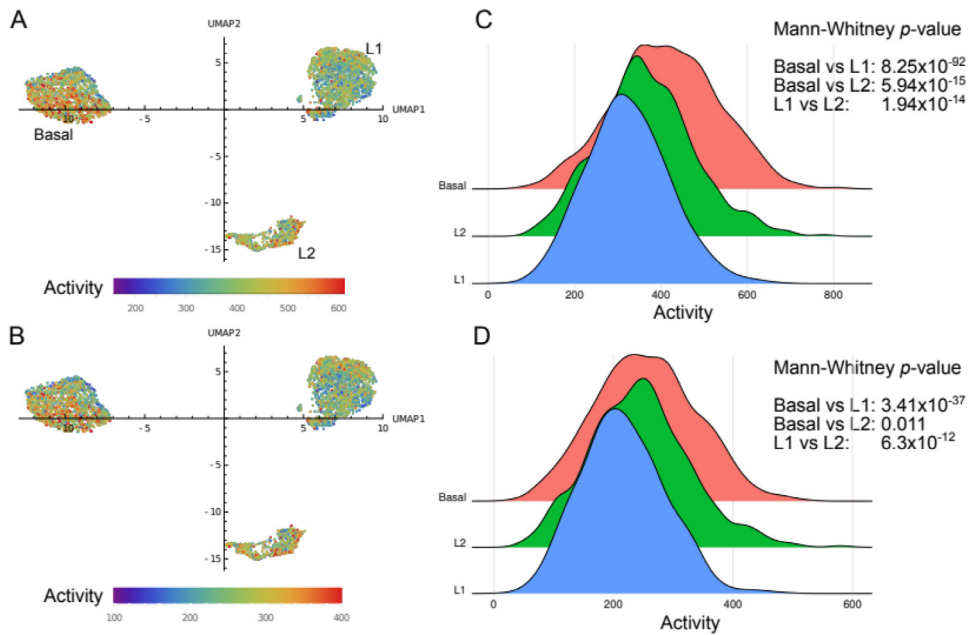 A
UMAP2
L1
5
UMAP1
-10
-5
5
10
Basal
-5
-10
-15
L2
Activity
200
300
400
500
600
B
UMAP2
5
UMAP1
-10
-5
5
10
-5
-10
-15
Activity
100
200
300
400
C
Mann-Whitney p-value
Basal vs L1: 8.25x10-92
Basal vs L2: 5.94x10-15
L1 vs L2: 1.94x10-14
Basal
L2
L1
0
200
400
600
800
Activity
D
Mann-Whitney p-value
Basal vs L1: 3.41x10-37
Basal vs L2: 0.011
L1 vs L2: 6.3x10-12
Basal
L2
L1
0
200
400
600
Activity